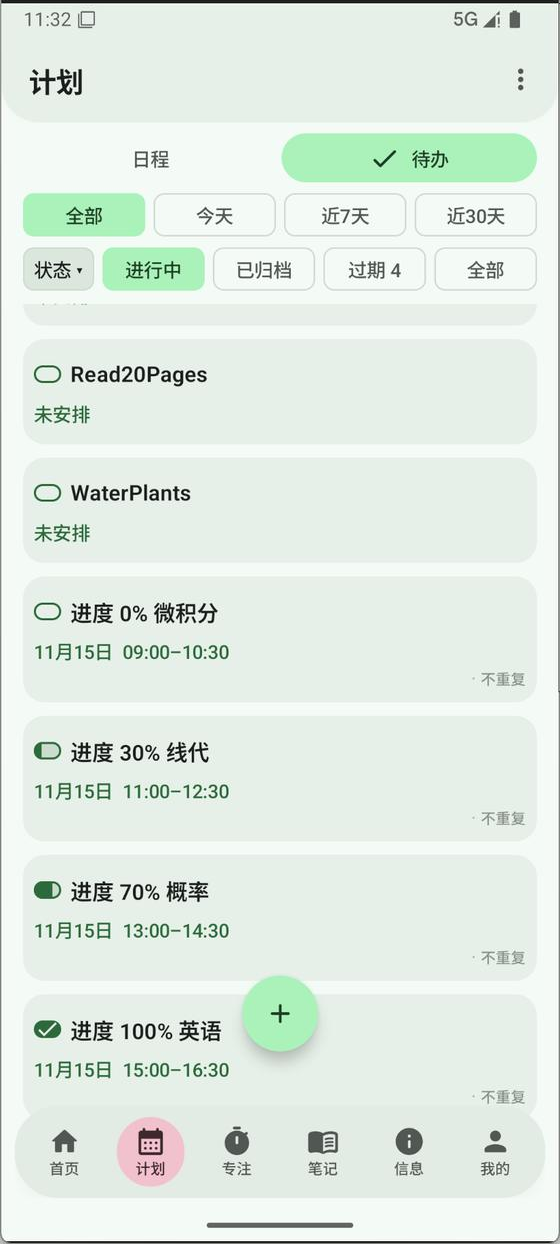 11:32 5G
计划
日程 待办
全部 今天 近7天 近30天
状态 ▾ 进行中 已归档 过期 4 全部
Read20Pages
未安排
WaterPlants
未安排
进度 0% 微积分
11月15日 09:00–10:30
· 不重复
进度 30% 线代
11月15日 11:00–12:30
· 不重复
进度 70% 概率
11月15日 13:00–14:30
· 不重复
进度 100% 英语
11月15日 15:00–16:30
· 不重复
首页 计划 专注 笔记 信息 我的